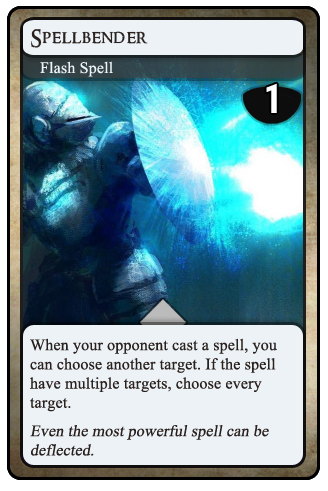 Spellbender
Flash Spell
1
When your opponent cast a spell, you
can choose another target. If the spell
have multiple targets, choose every
target.
Even the most powerful spell can be
deflected.